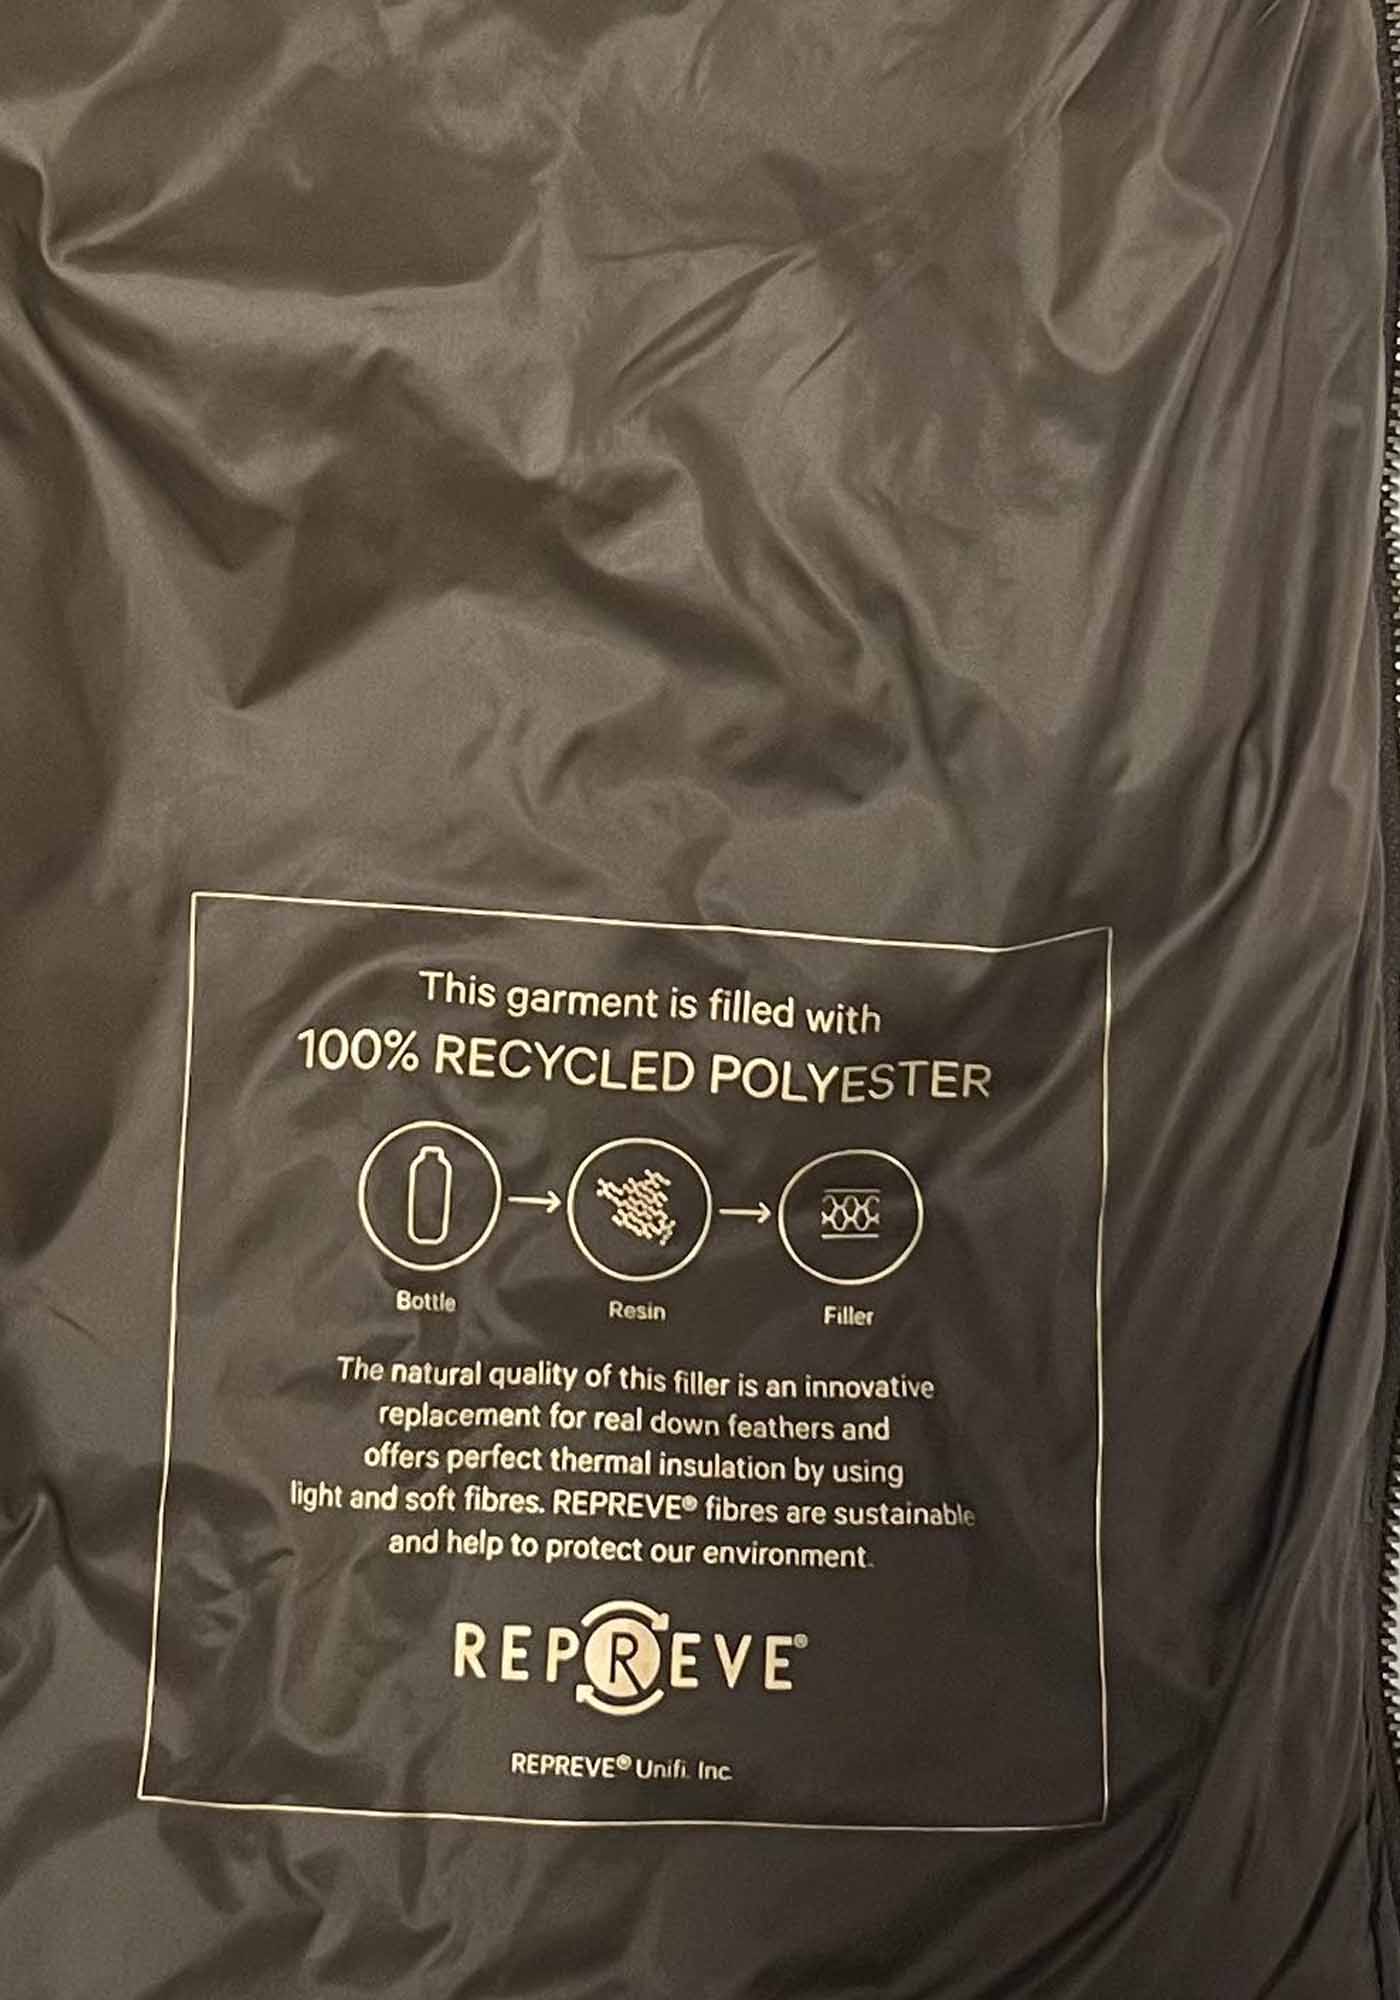 This garment is filled with
100% RECYCLED POLYESTER
Bottle
Resin
Filler
The natural quality of this filler is an innovative
replacement for real down feathers and
offers perfect thermal insulation by using
light and soft fibres. REPREVE® fibres are sustainable
and help to protect our environment.
REPREVE®
REPREVE® Unifi. Inc.